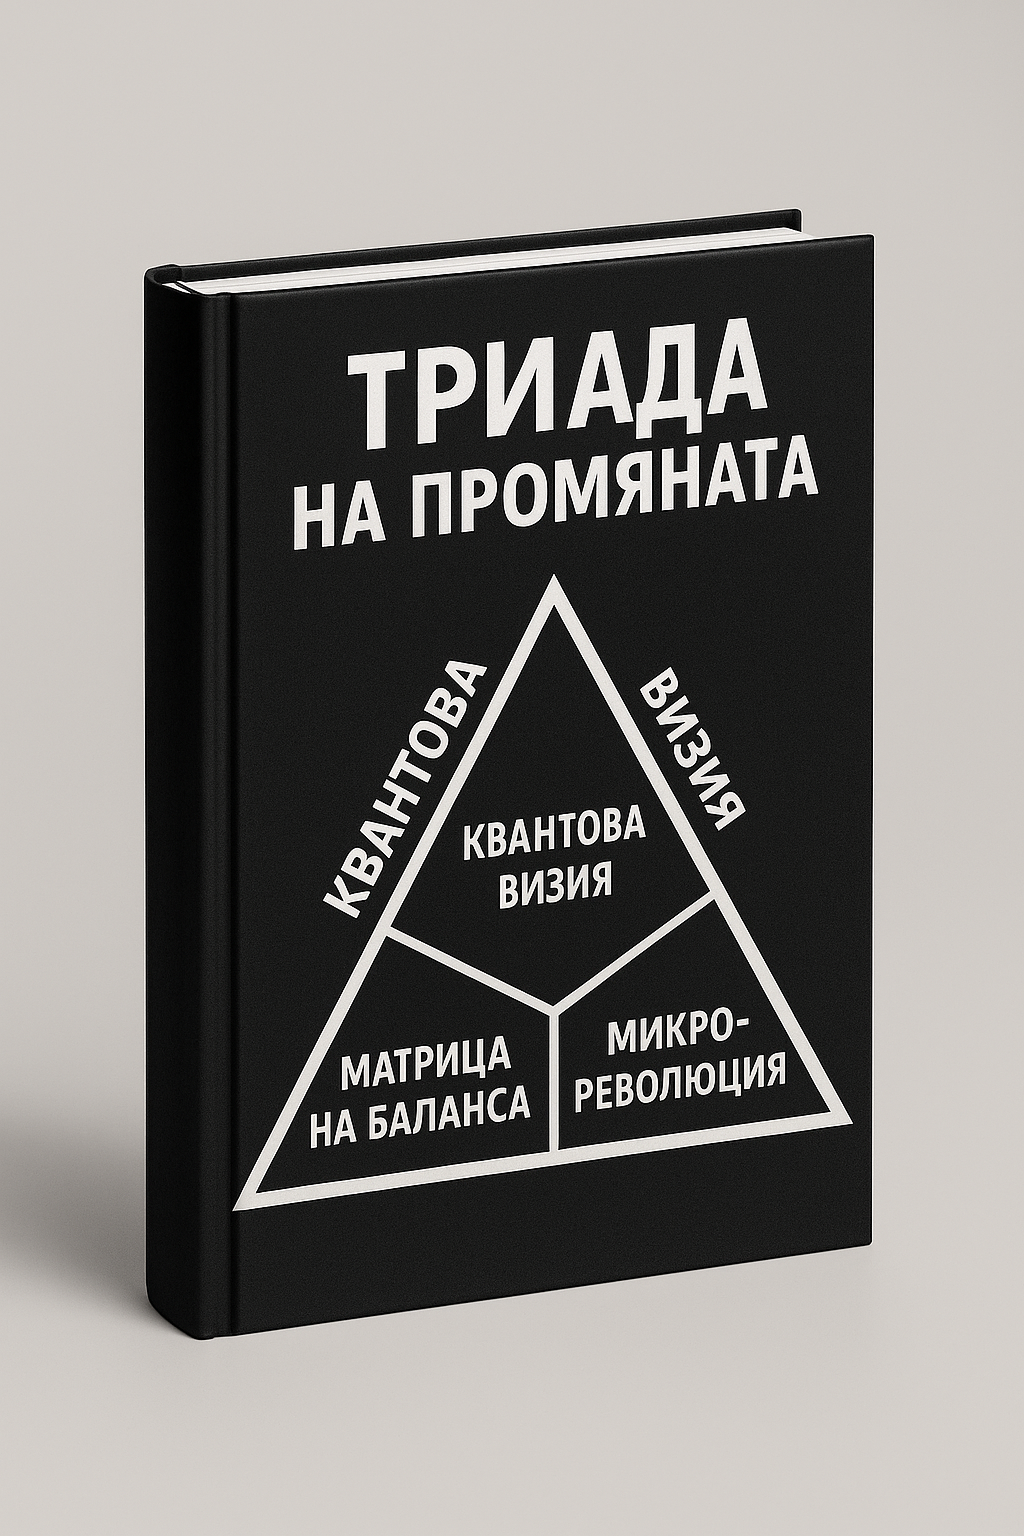 ТРИАДА
НА ПРОМЯНАТА
КВАНТОВА
ВИЗИЯ
КВАНТОВА
ВИЗИЯ
МАТРИЦА
НА БАЛАНСА
МИКРО-
РЕВОЛЮЦИЯ